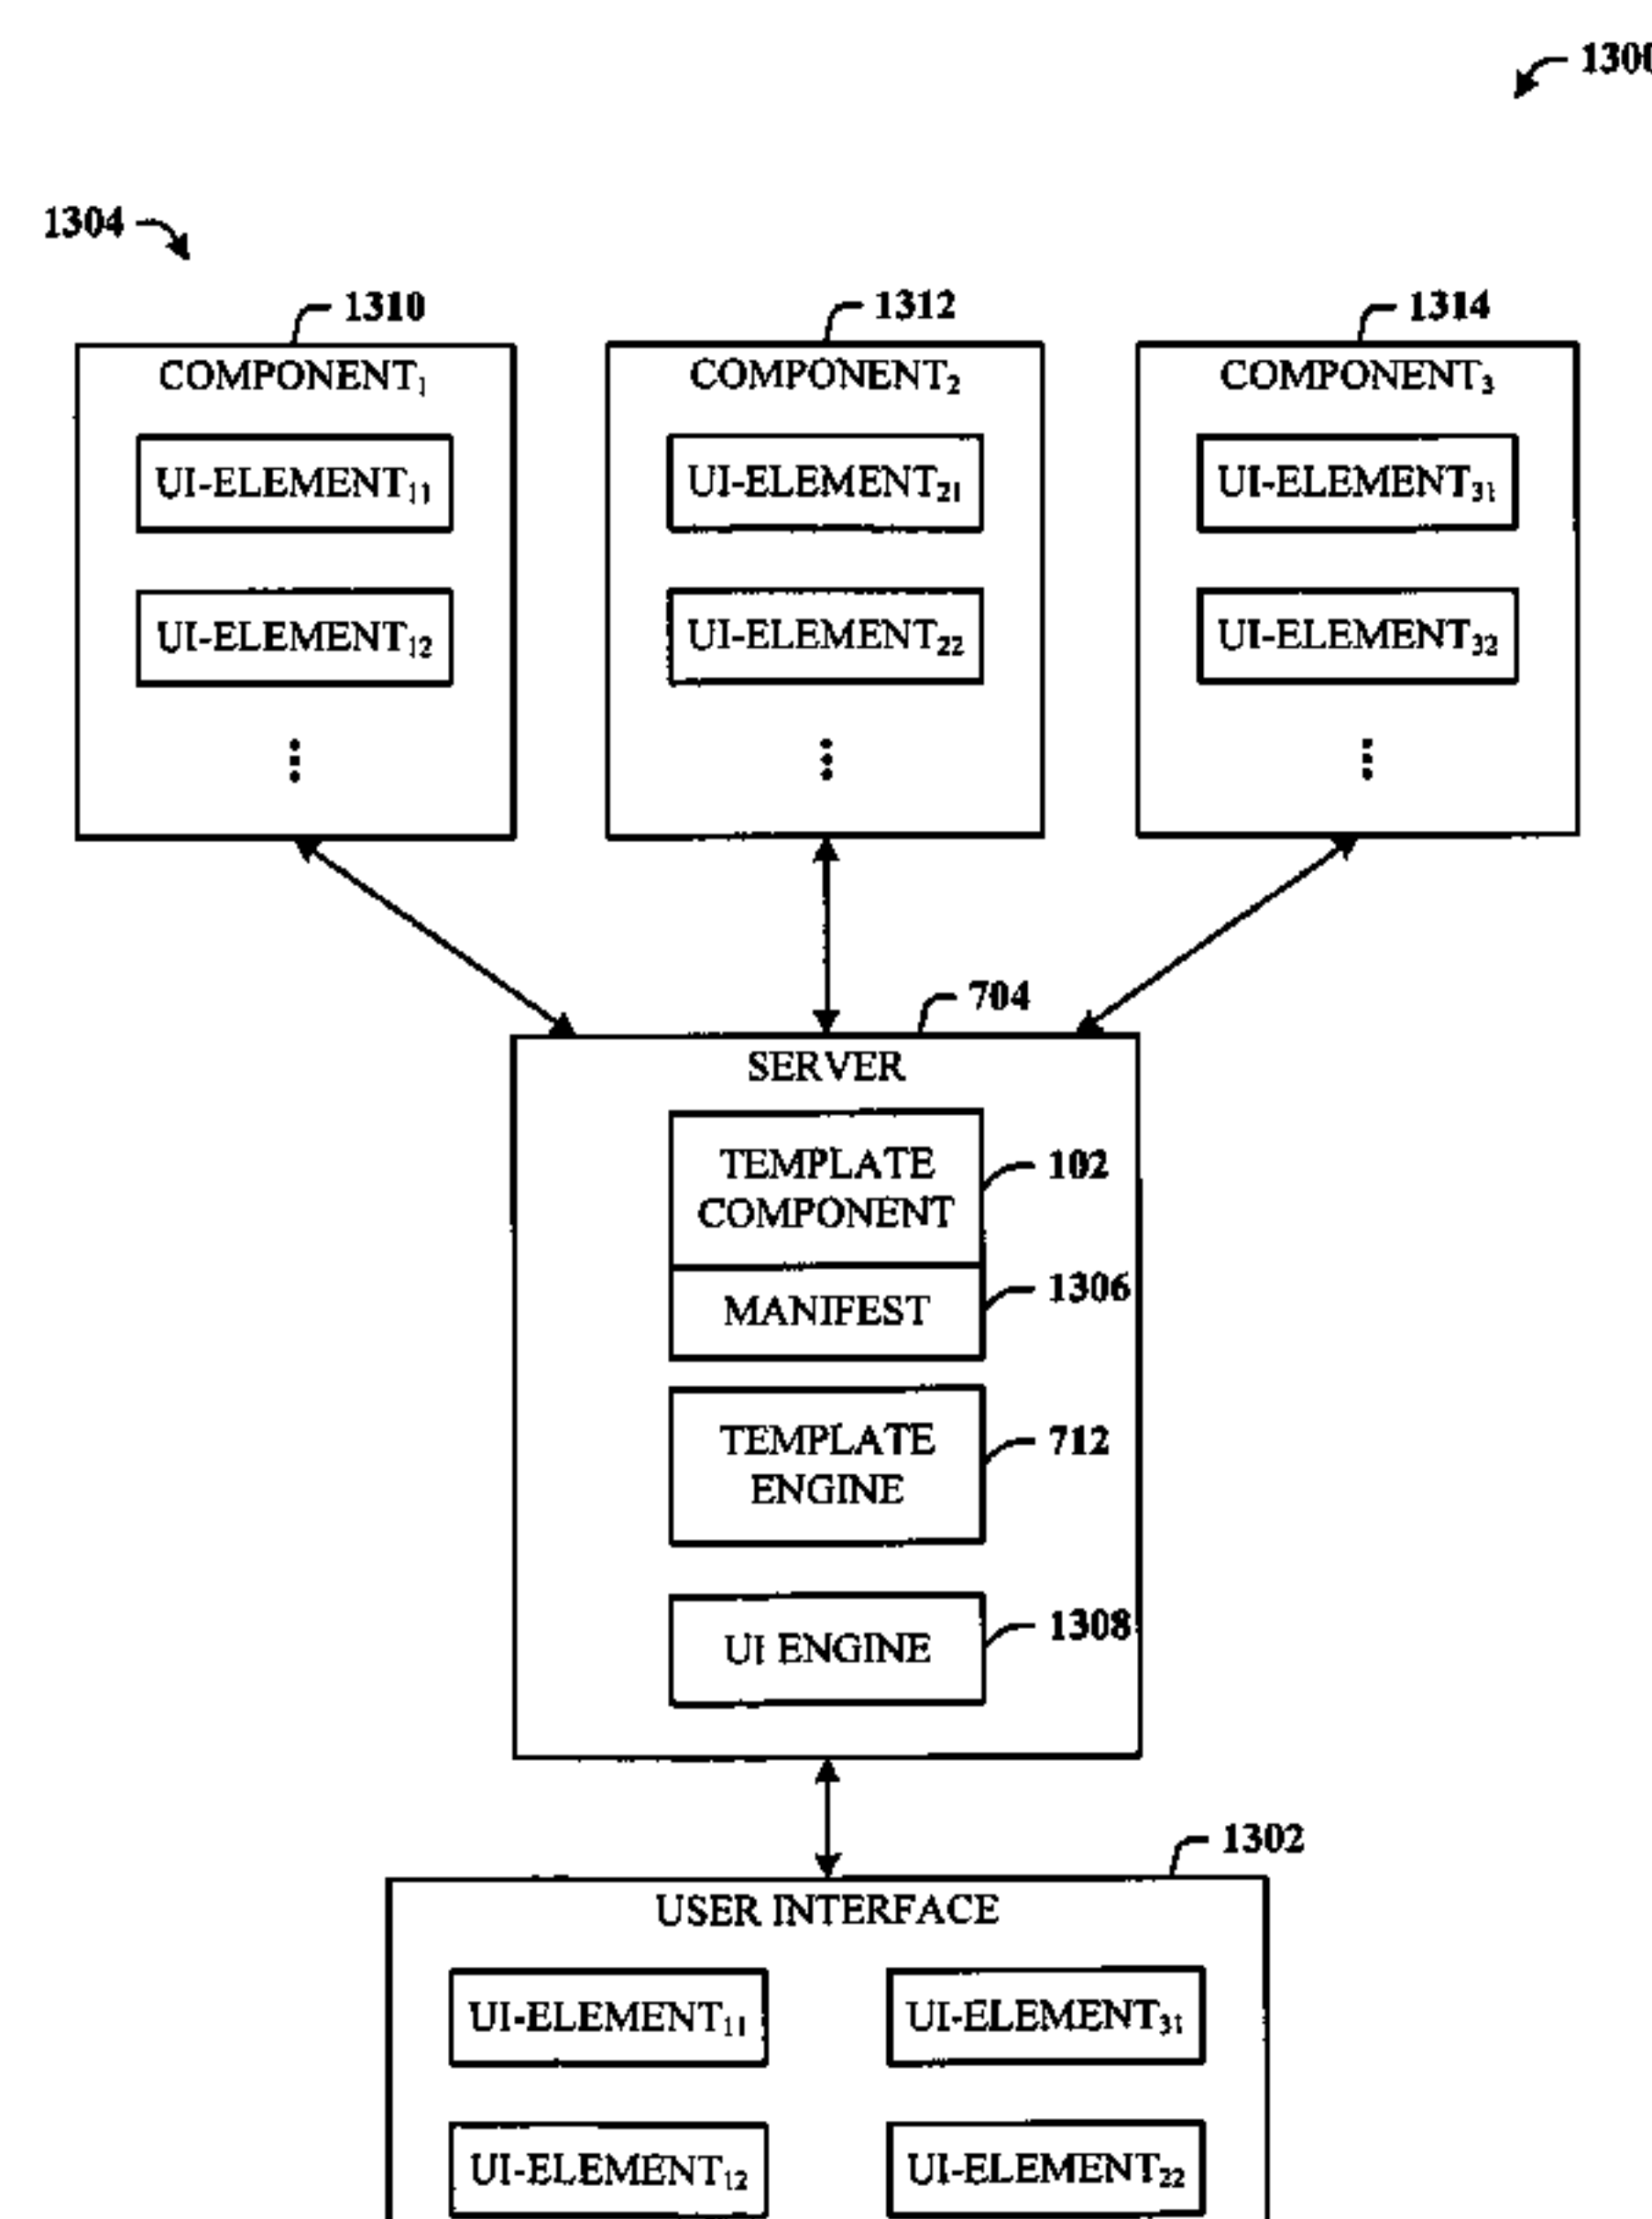 1300
1304
1310 1312 1314
COMPONENT₁ COMPONENT₂ COMPONENT₃
UI-ELEMENT₁₁ UI-ELEMENT₂₁ UI-ELEMENT₃₁
UI-ELEMENT₁₂ UI-ELEMENT₂₂ UI-ELEMENT₃₂
704
SERVER
TEMPLATE 102
COMPONENT
1306
MANIFEST
TEMPLATE 712
ENGINE
1308
UI ENGINE
1302
USER INTERFACE
UI-ELEMENT₁₁ UI-ELEMENT₃₁
UI-ELEMENT₁₂ UI-ELEMENT₂₂